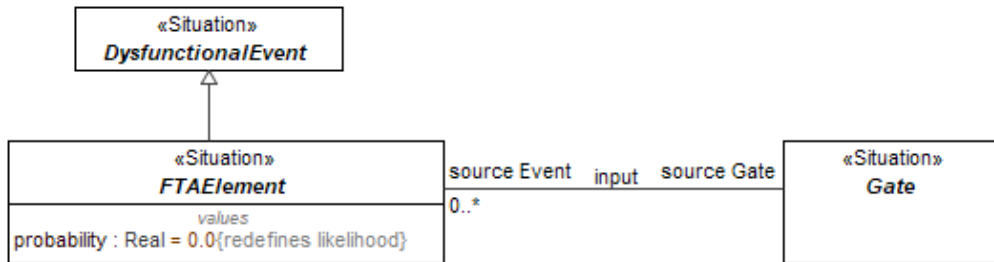 «Situation»
DysfunctionalEvent
«Situation»
FTAElement
values
probability : Real = 0.0{redefines likelihood}
source Event
input
source Gate
0..*
«Situation»
Gate